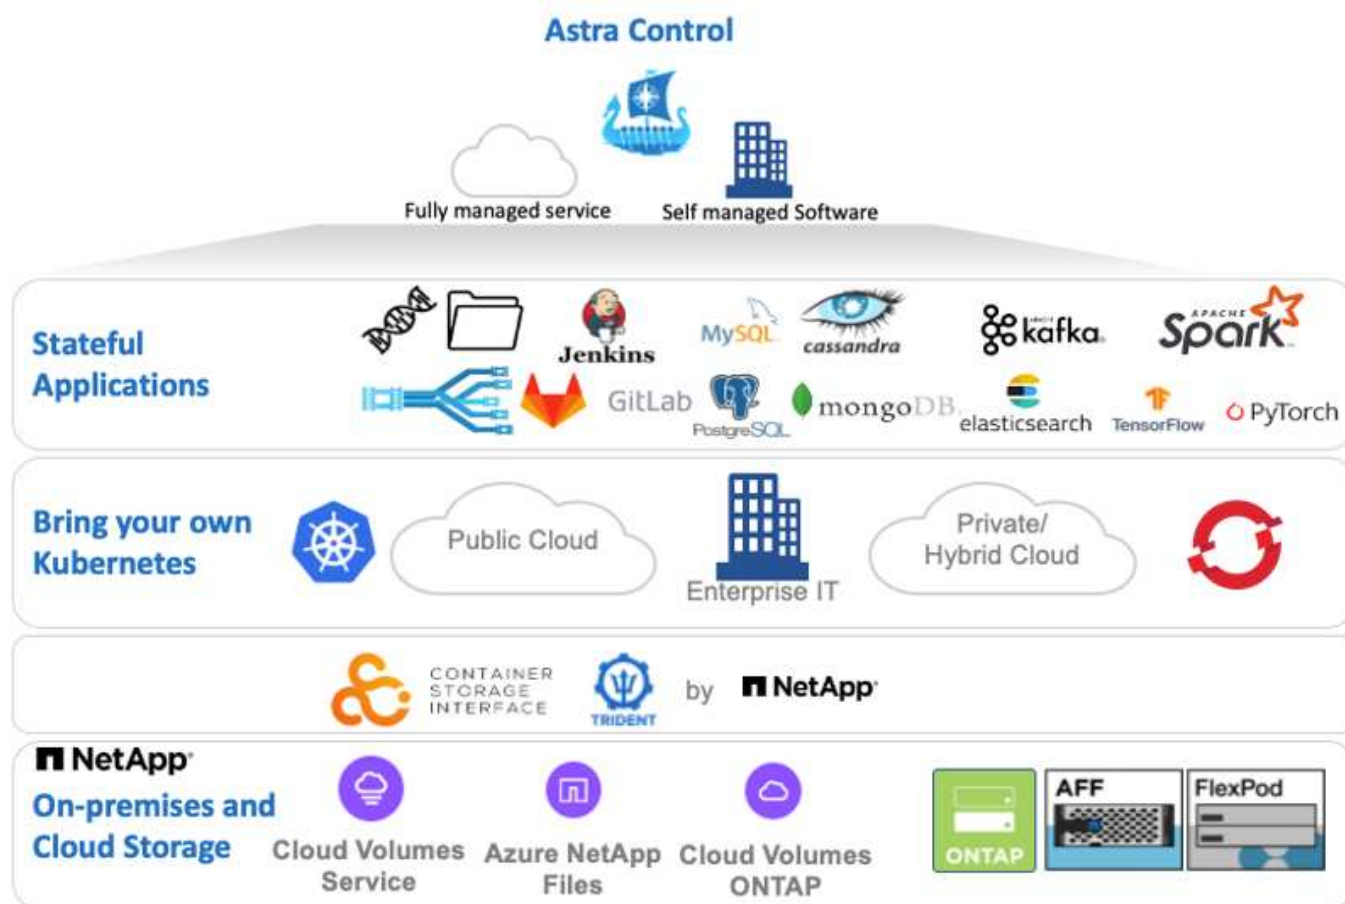 Astra Control
Fully managed service
Self managed Software
Stateful
Applications
Jenkins
MySQL
cassandra
kafka
APACHE
Spark
GitLab
PostgreSQL
mongoDB
elasticsearch
TensorFlow
PyTorch
Bring your own
Kubernetes
Public Cloud
Enterprise IT
Private/
Hybrid Cloud
CONTAINER
STORAGE
INTERFACE
TRIDENT
by
NetApp
NetApp
On-premises and
Cloud Storage
Cloud Volumes
Service
Azure NetApp
Files
Cloud Volumes
ONTAP
ONTAP
AFF
FlexPod